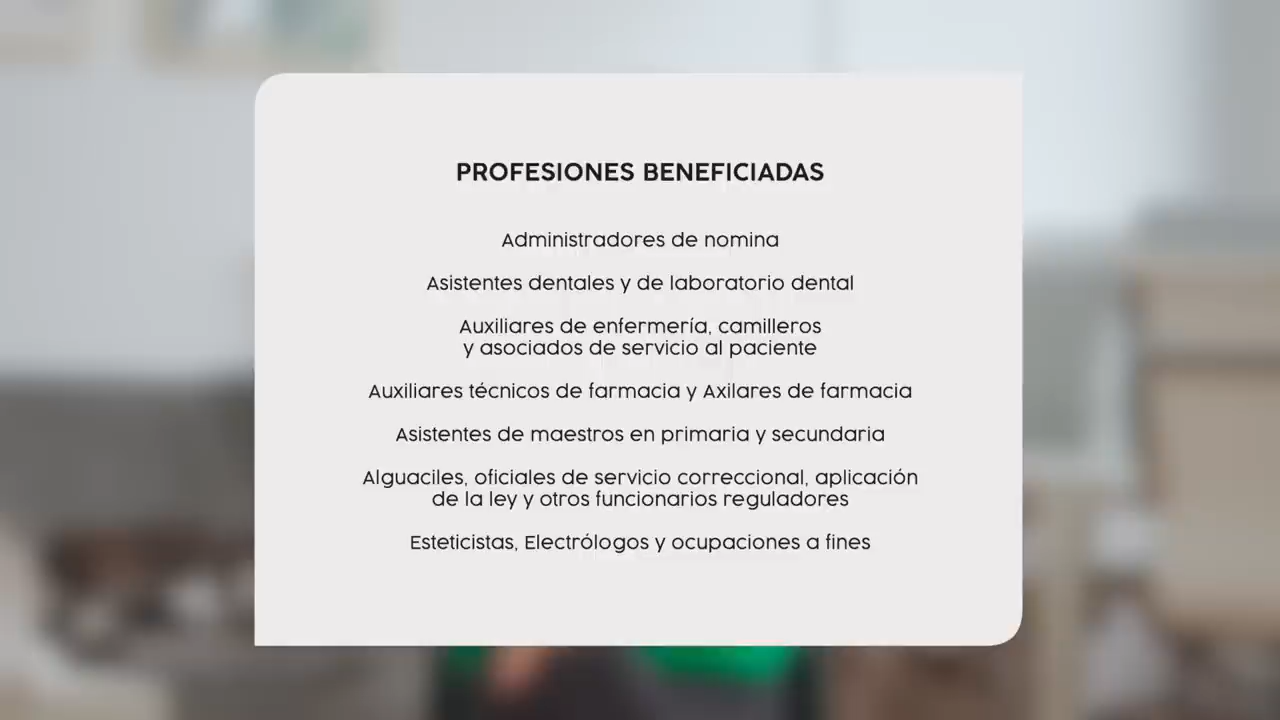 PROFESIONES BENEFICIADAS
Administradores de nomina
Asistentes dentales y de laboratorio dental
Auxiliares de enfermería, camilleros
y asociados de servicio al paciente
Auxiliares técnicos de farmacia y Axilares de farmacia
Asistentes de maestros en primaria y secundaria
Alguaciles, oficiales de servicio correccional, aplicación
de la ley y otros funcionarios reguladores
Esteticistas, Electrólogos y ocupaciones a fines